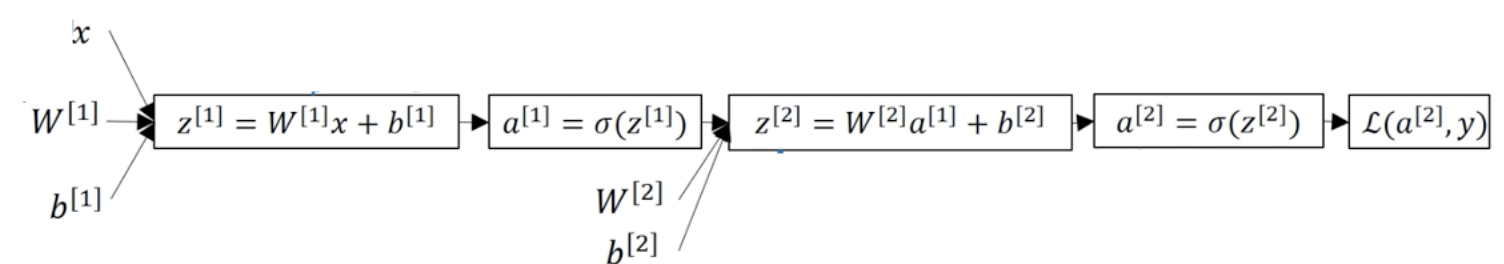 x
W^[1]
z^[1] = W^[1]x + b^[1]
a^[1] = σ(z^[1])
z^[2] = W^[2]a^[1] + b^[2]
a^[2] = σ(z^[2])
ℒ(a^[2], y)
b^[1]
W^[2]
b^[2]